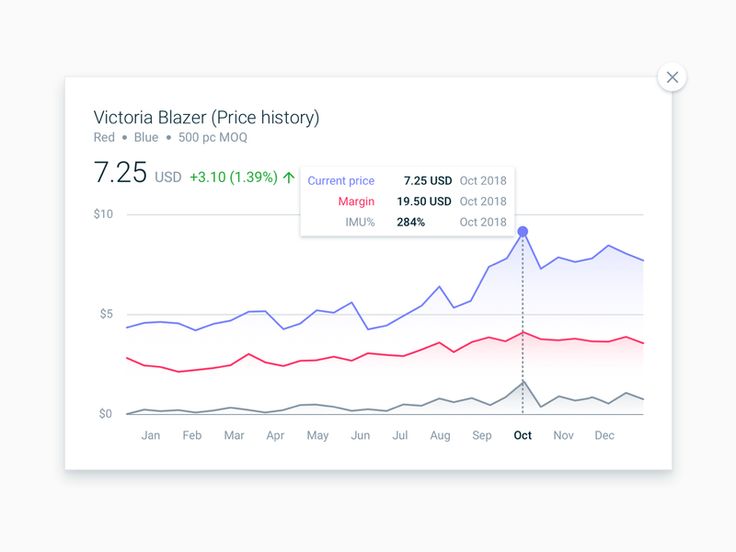 Victoria Blazer (Price history)
Red • Blue • 500 pc MOQ
7.25 USD +3.10 (1.39%) ↑
Current price 7.25 USD Oct 2018
Margin 19.50 USD Oct 2018
IMU% 284% Oct 2018
$10
$5
$0
Jan Feb Mar Apr May Jun Jul Aug Sep Oct Nov Dec